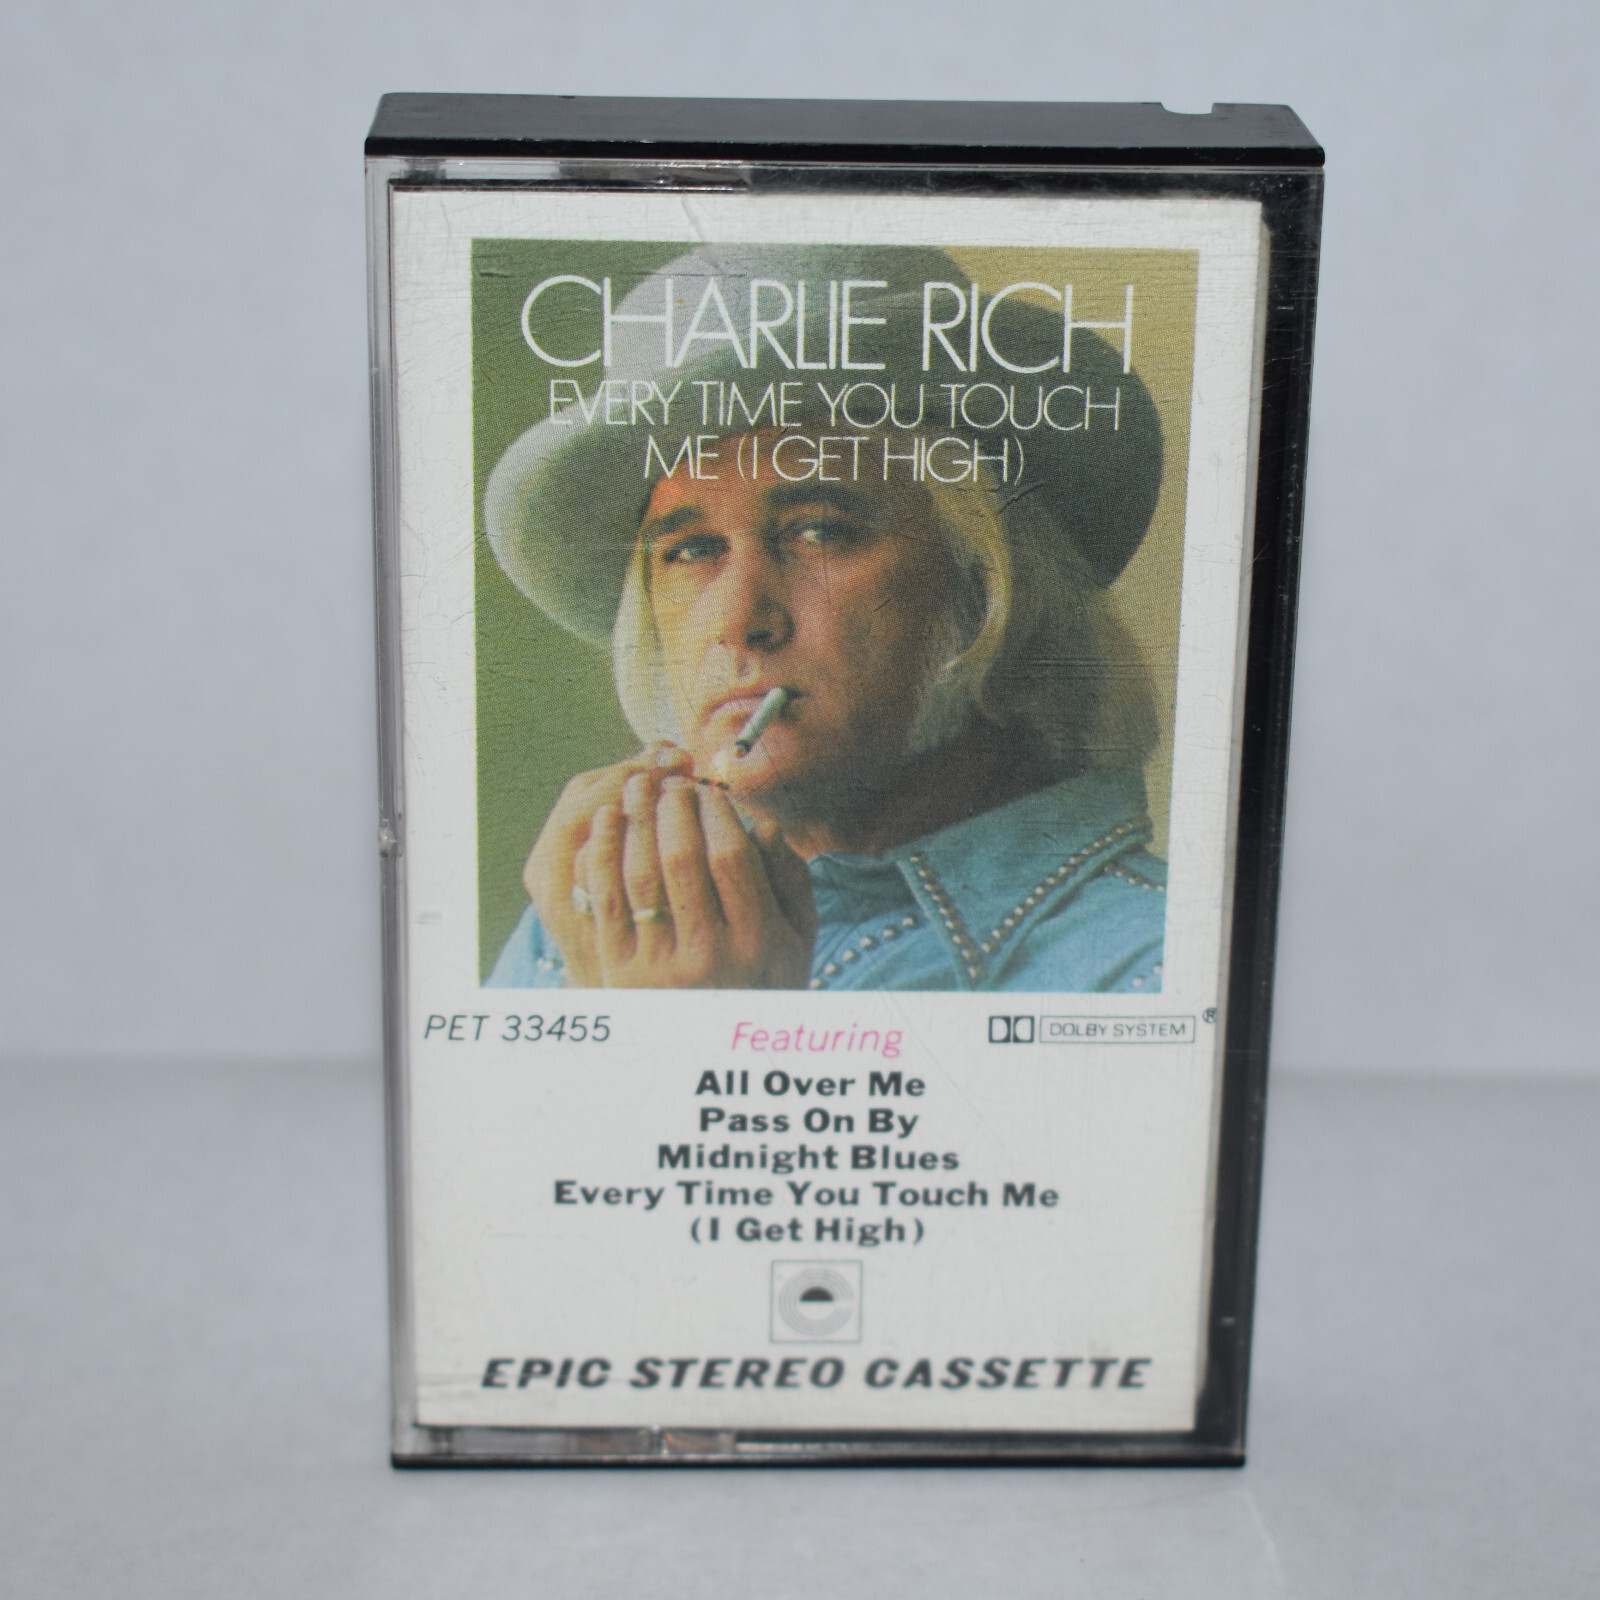 CHARLIE RICH
EVERY TIME YOU TOUCH
ME (I GET HIGH)
PET 33455
Featuring
DOLBY SYSTEM ®
All Over Me
Pass On By
Midnight Blues
Every Time You Touch Me
(I Get High)
EPIC STEREO CASSETTE